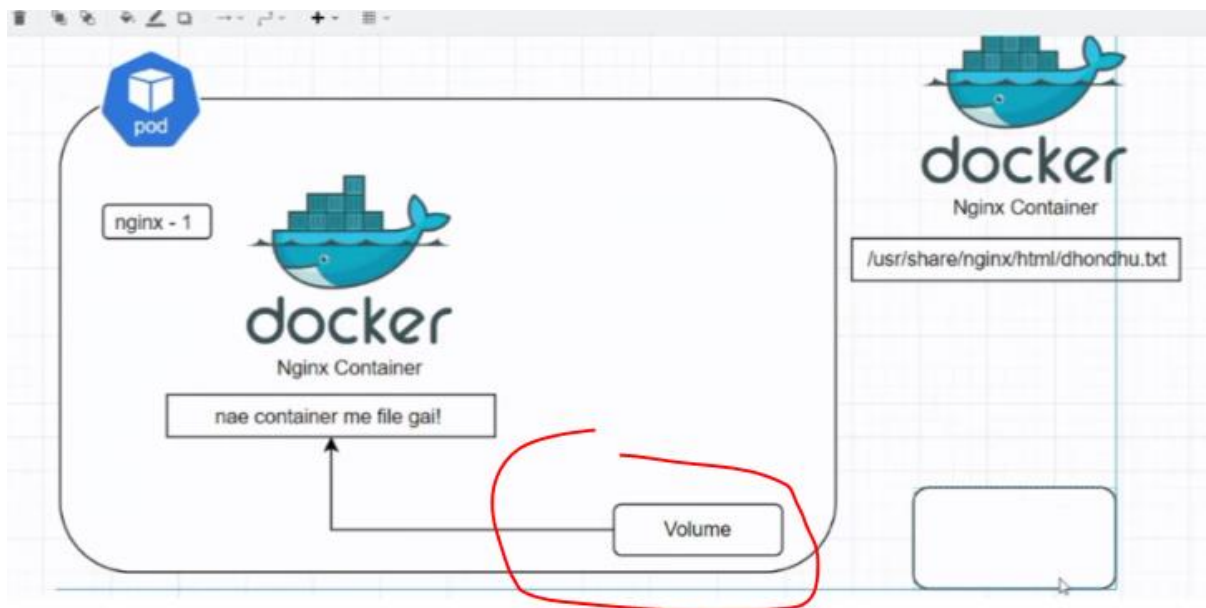 pod
nginx - 1
docker
Nginx Container
nae container me file gai!
Volume
docker
Nginx Container
/usr/share/nginx/html/dhondhu.txt